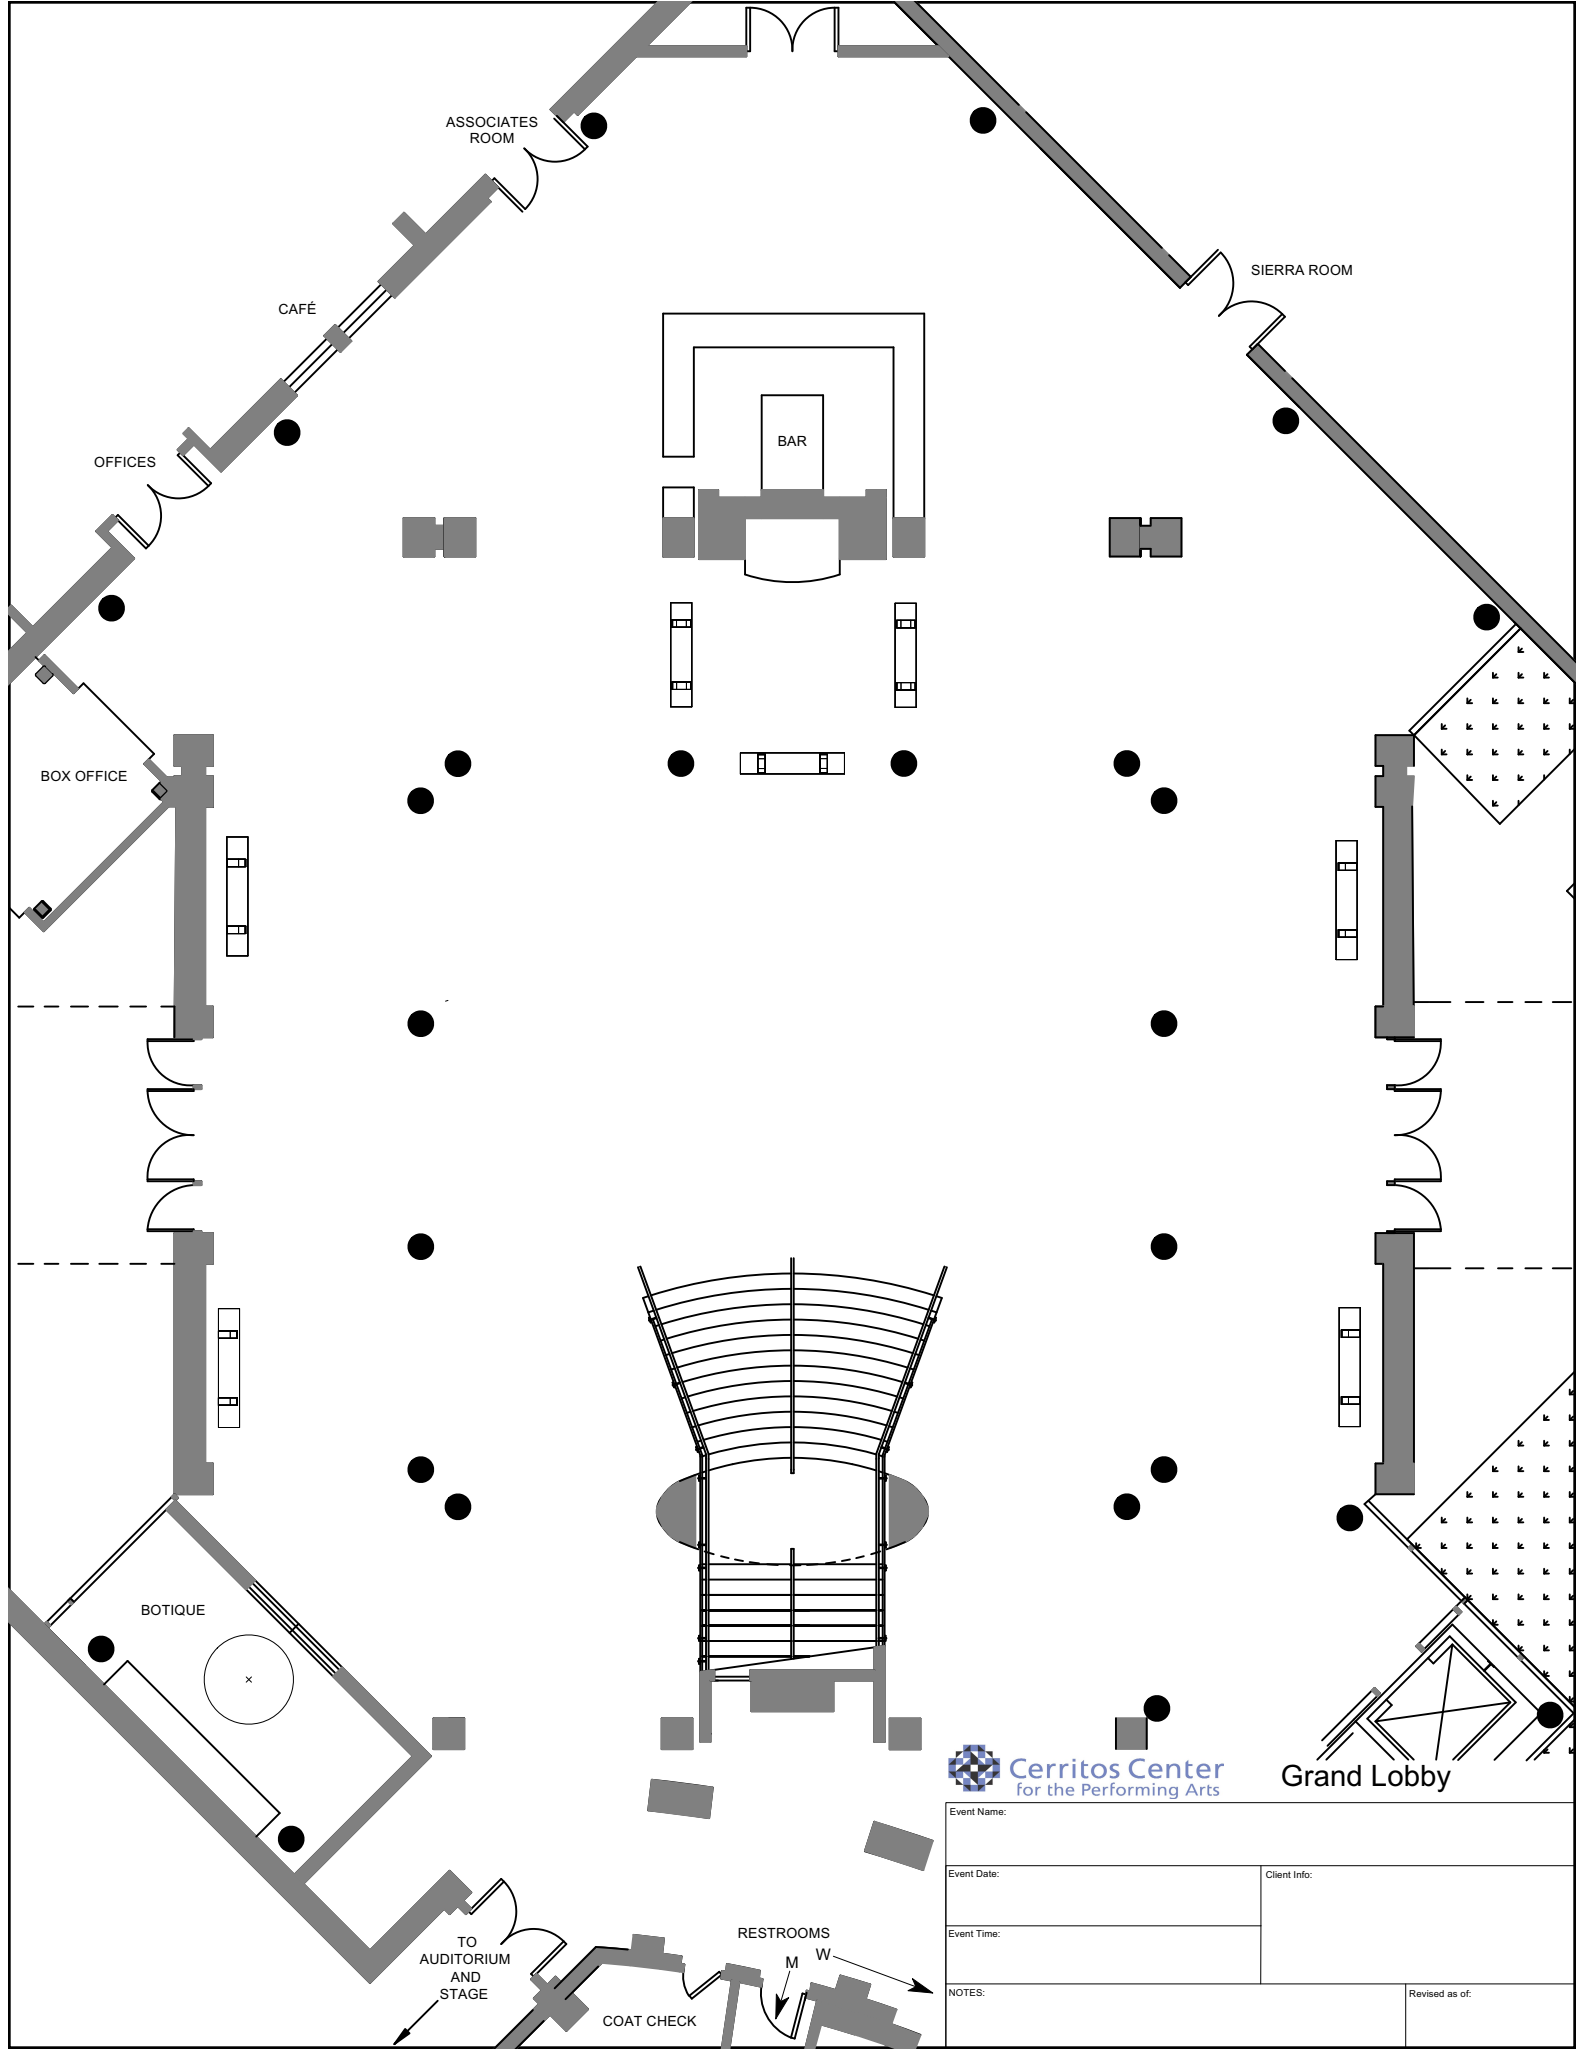 ASSOCIATES
ROOM
SIERRA ROOM
CAFÉ
BAR
OFFICES
BOX OFFICE
BOTIQUE
Cerritos Center
for the Performing Arts
Grand Lobby
Event Name:
Event Date:
Client Info:
Event Time:
NOTES:
Revised as of:
RESTROOMS
M
W
TO
AUDITORIUM
AND
STAGE
COAT CHECK